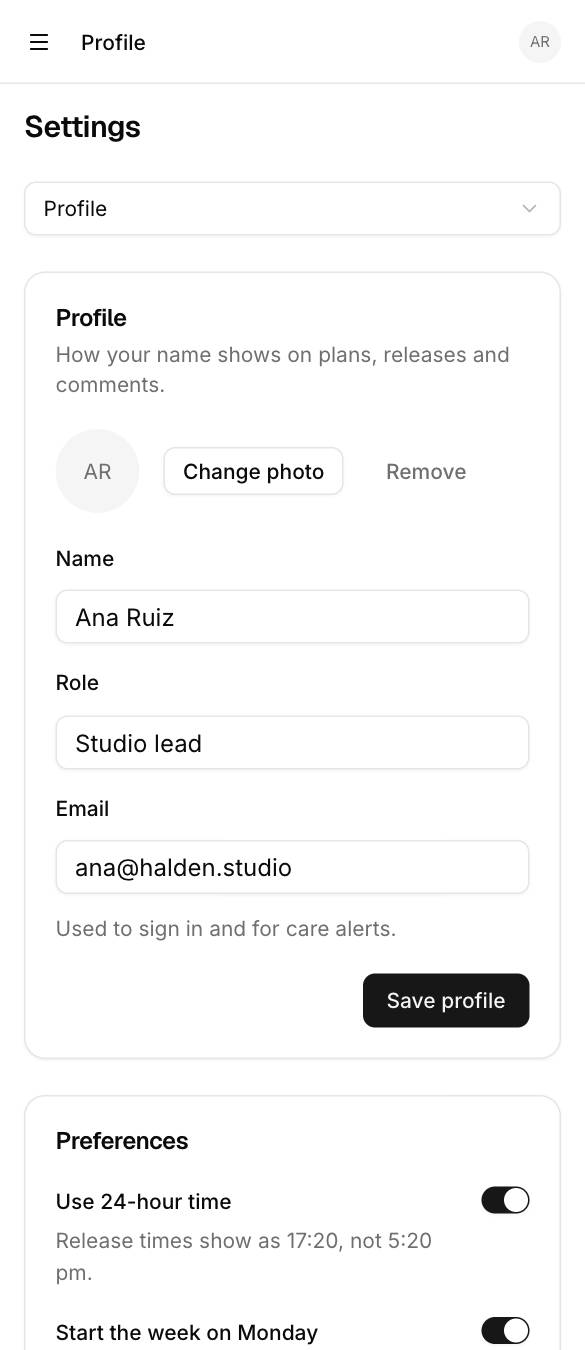 Profile
AR
Settings
Profile
Profile
How your name shows on plans, releases and
comments.
AR
Change photo
Remove
Name
Ana Ruiz
Role
Studio lead
Email
ana@halden.studio
Used to sign in and for care alerts.
Save profile
Preferences
Use 24-hour time
Release times show as 17:20, not 5:20
pm.
Start the week on Monday